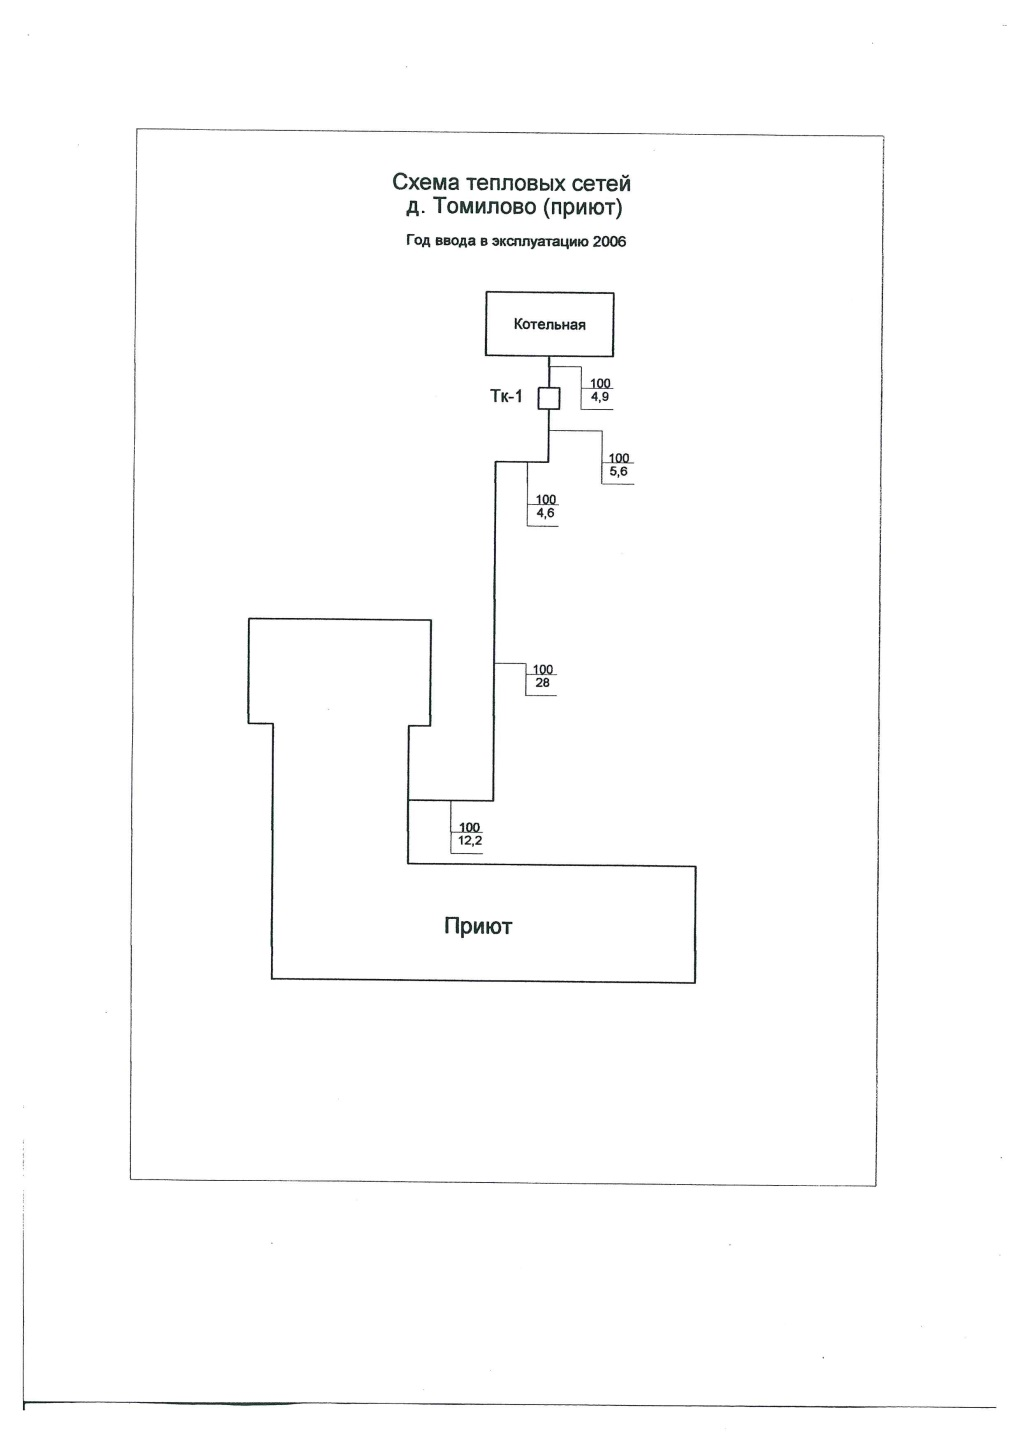 Схема тепловых сетей
д. Томилово (приют)
Год ввода в эксплуатацию 2006
Котельная
Тк-1
100
4,9
100
5,6
100
4,6
100
28
100
12,2
Приют